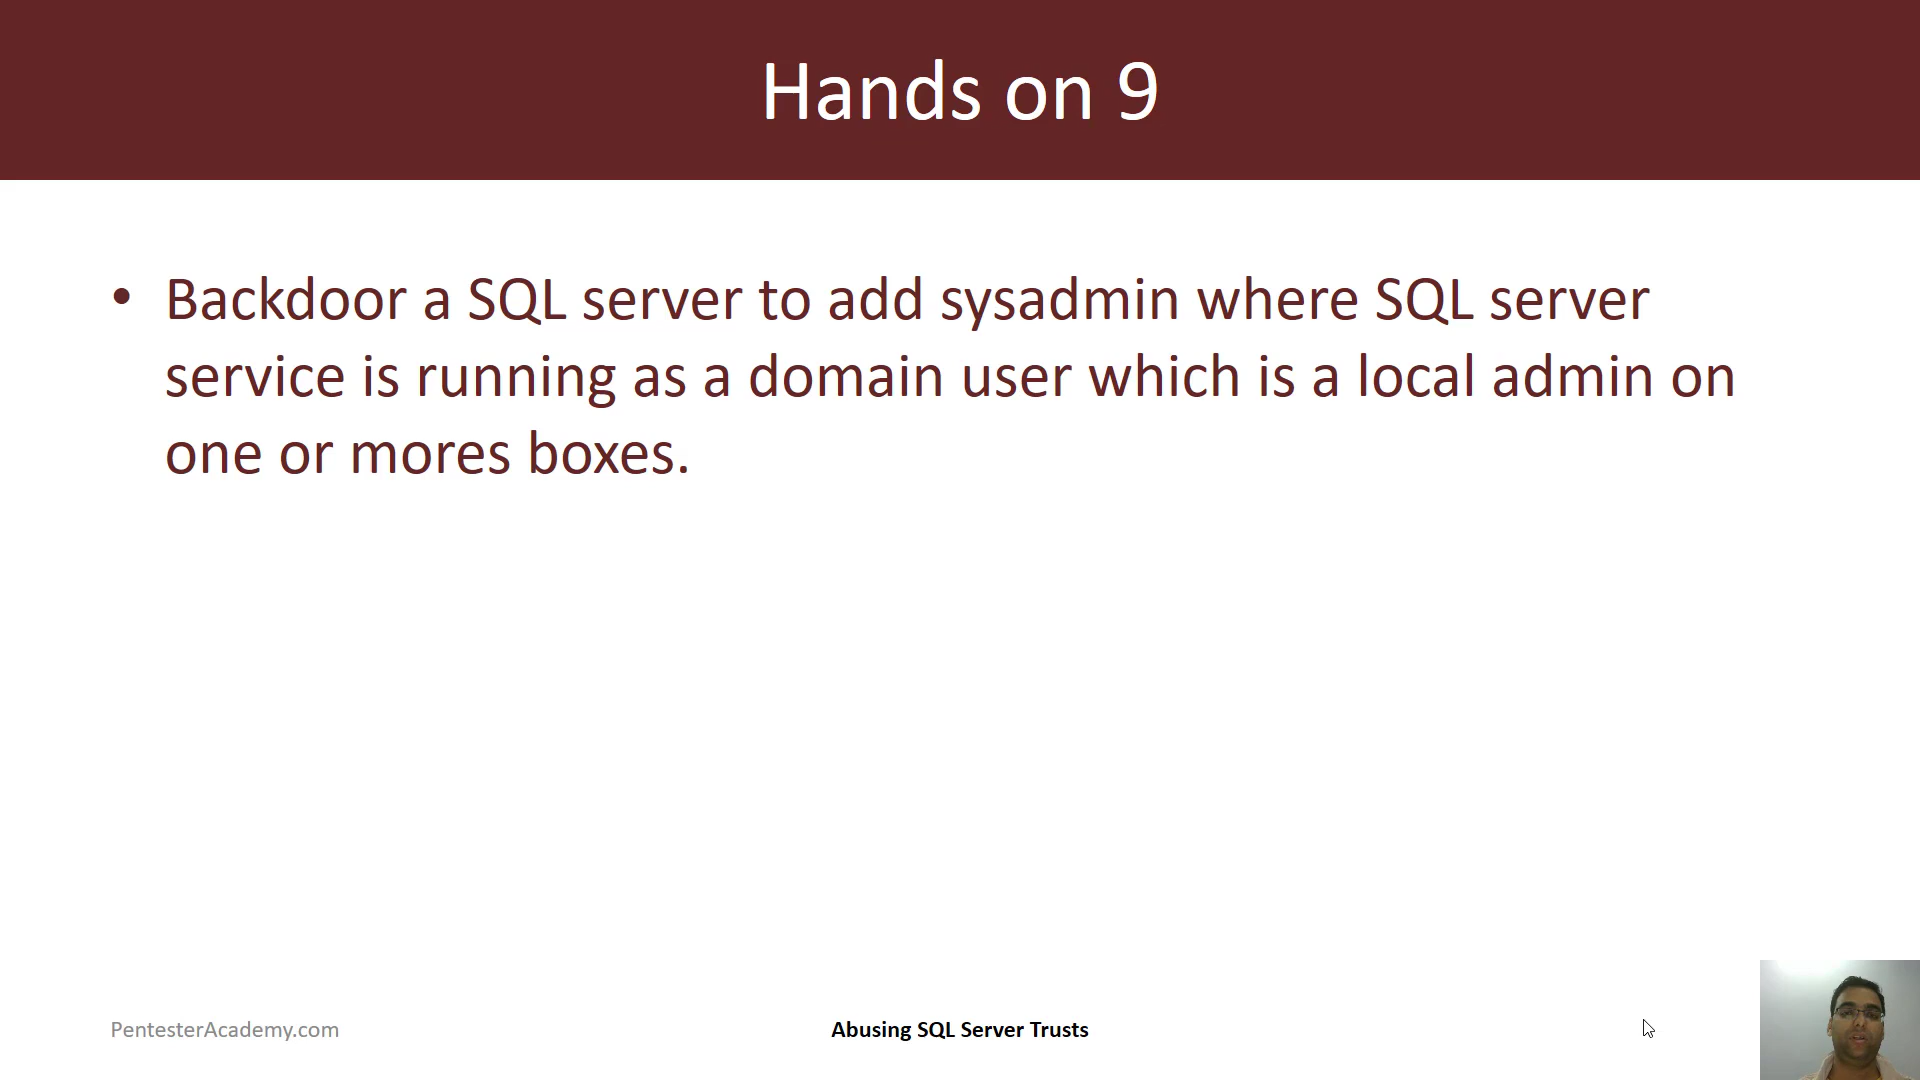 Hands on 9
• Backdoor a SQL server to add sysadmin where SQL server
service is running as a domain user which is a local admin on
one or mores boxes.
PentesterAcademy.com
Abusing SQL Server Trusts